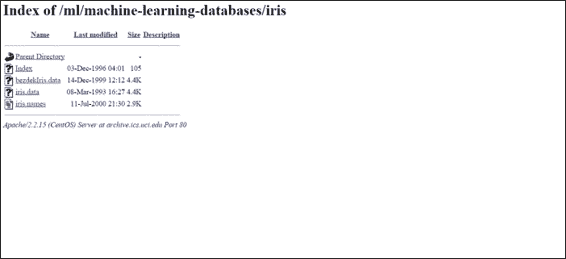 Index of /ml/machine-learning-databases/iris
Name Last modified Size Description
Parent Directory -
Index 03-Dec-1996 04:01 105
bezdekIris.data 14-Dec-1999 12:12 4.4K
iris.data 08-Mar-1993 16:27 4.4K
iris.names 11-Jul-2000 21:30 2.9K
Apache/2.2.15 (CentOS) Server at archive.ics.uci.edu Port 80